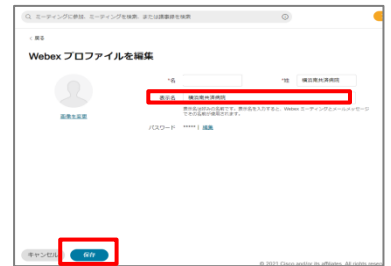 ミーティングに参加、ミーティングを検索、または録画を検索
戻る
Webex プロファイルを編集
*名
*姓 横浜南共済病院
表示名 横浜南共済病院
画像を変更
パスワード ***** | 編集
キャンセル 保存
© 2021 Cisco and/or its affiliates. All rights reserv